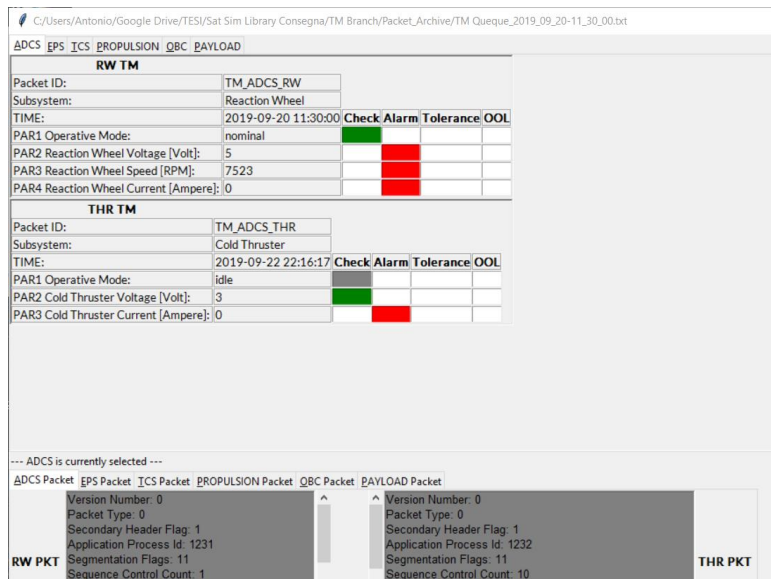 C:/Users/Antonio/Google Drive/TESI/Sat Sim Library Consegna/TM Branch/Packet_Archive/TM Queque_2019_09_20-11_30_00.txt
ADCS EPS TCS PROPULSION OBC PAYLOAD
RW TM
Packet ID: TM_ADCS_RW
Subsystem: Reaction Wheel
TIME: 2019-09-20 11:30:00 Check Alarm Tolerance OOL
PAR1 Operative Mode: nominal
PAR2 Reaction Wheel Voltage [Volt]: 5
PAR3 Reaction Wheel Speed [RPM]: 7523
PAR4 Reaction Wheel Current [Ampere]: 0
THR TM
Packet ID: TM_ADCS_THR
Subsystem: Cold Thruster
TIME: 2019-09-22 22:16:17 Check Alarm Tolerance OOL
PAR1 Operative Mode: idle
PAR2 Cold Thruster Voltage [Volt]: 3
PAR3 Cold Thruster Current [Ampere]: 0
--- ADCS is currently selected ---
ADCS Packet EPS Packet TCS Packet PROPULSION Packet OBC Packet PAYLOAD Packet
RW PKT
Version Number: 0
Packet Type: 0
Secondary Header Flag: 1
Application Process Id: 1231
Segmentation Flags: 11
Sequence Control Count: 1
Version Number: 0
Packet Type: 0
Secondary Header Flag: 1
Application Process Id: 1232
Segmentation Flags: 11
Sequence Control Count: 10
THR PKT